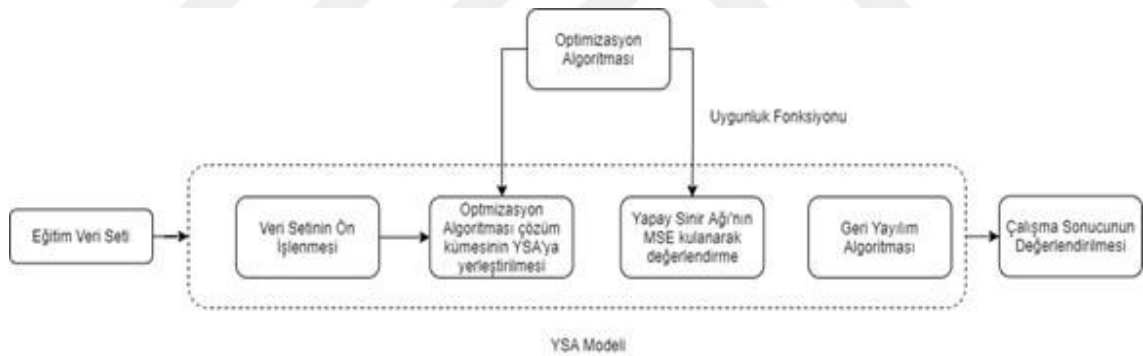 Optimizasyon
Algoritması
Uygunluk Fonksiyonu
Eğitim Veri Seti
Veri Setinin Ön
İşlenmesi
Optmizasyon
Algoritması çözüm
kümesinin YSA'ya
yerleştirilmesi
Yapay Sinir Ağı'nın
MSE kulanarak
değerlendirme
Geri Yayılım
Algoritması
Çalışma Sonucunun
Değerlendirilmesi
YSA Modeli